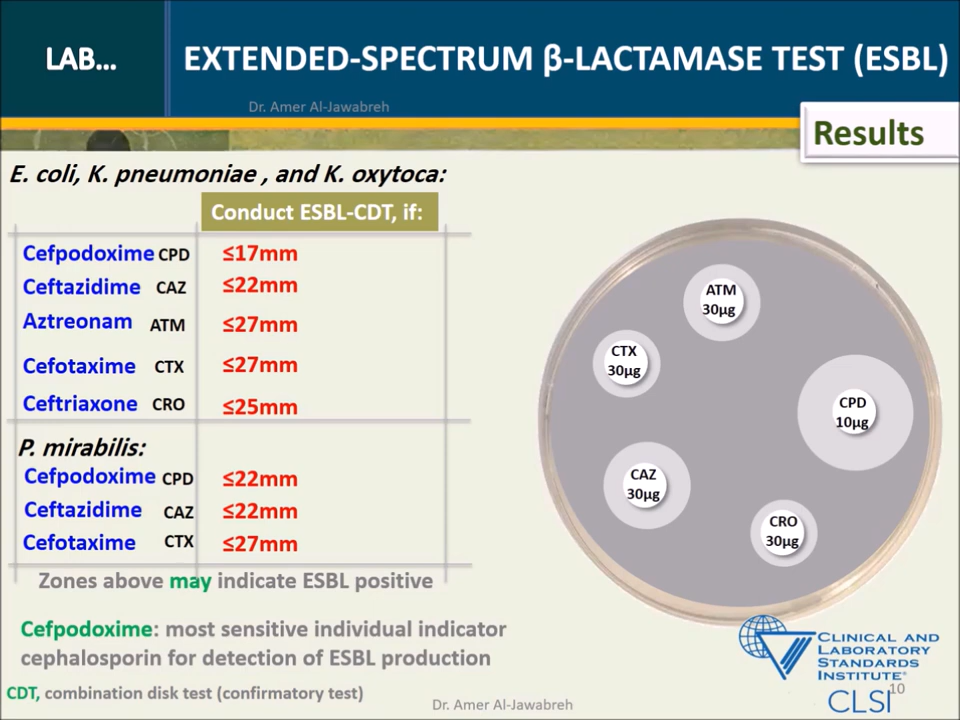 LAB...
EXTENDED-SPECTRUM β-LACTAMASE TEST (ESBL)
Dr. Amer Al-Jawabreh
Results
E. coli, K. pneumoniae , and K. oxytoca:
Conduct ESBL-CDT, if:
Cefpodoxime CPD ≤17mm
Ceftazidime CAZ ≤22mm
Aztreonam ATM ≤27mm
Cefotaxime CTX ≤27mm
Ceftriaxone CRO ≤25mm
P. mirabilis:
Cefpodoxime CPD ≤22mm
Ceftazidime CAZ ≤22mm
Cefotaxime CTX ≤27mm
Zones above may indicate ESBL positive
Cefpodoxime: most sensitive individual indicator
cephalosporin for detection of ESBL production
CDT, combination disk test (confirmatory test)
Dr. Amer Al-Jawabreh
ATM
30µg
CTX
30µg
CPD
10µg
CAZ
30µg
CRO
30µg
CLINICAL AND
LABORATORY
STANDARDS
INSTITUTE®
CLSI
10